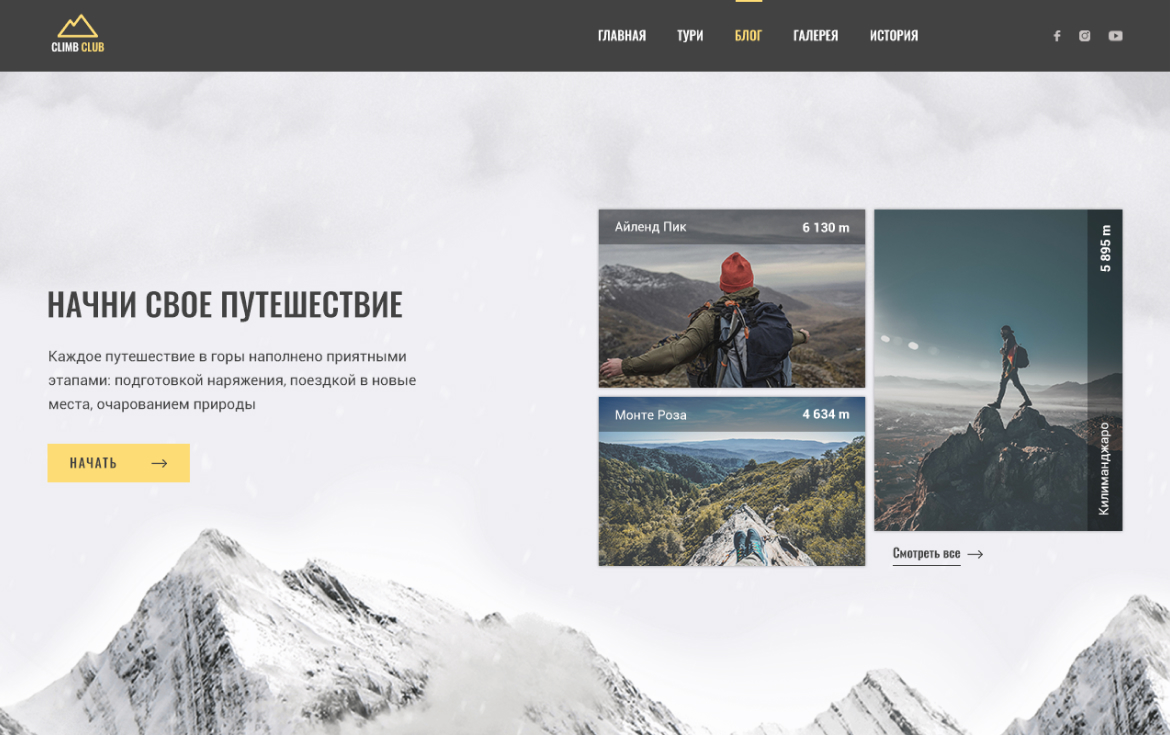 CLIMB CLUB
ГЛАВНАЯ
ТУРИ
БЛОГ
ГАЛЕРЕЯ
ИСТОРИЯ
НАЧНИ СВОЕ ПУТЕШЕСТВИЕ
Каждое путешествие в горы наполнено приятными
этапами: подготовкой наряжения, поездкой в новые
места, очарованием природы
НАЧАТЬ
Айленд Пик
6 130 m
Монте Роза
4 634 m
5 895 m
Килиманджаро
Смотреть все